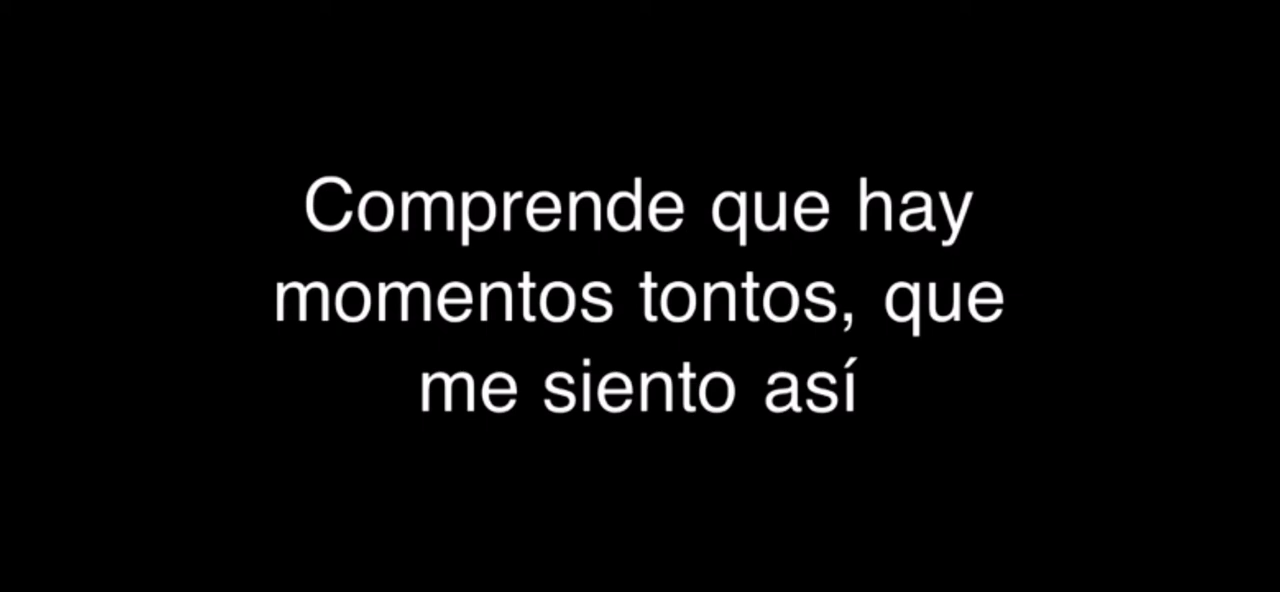 Comprende que hay
momentos tontos, que
me siento así